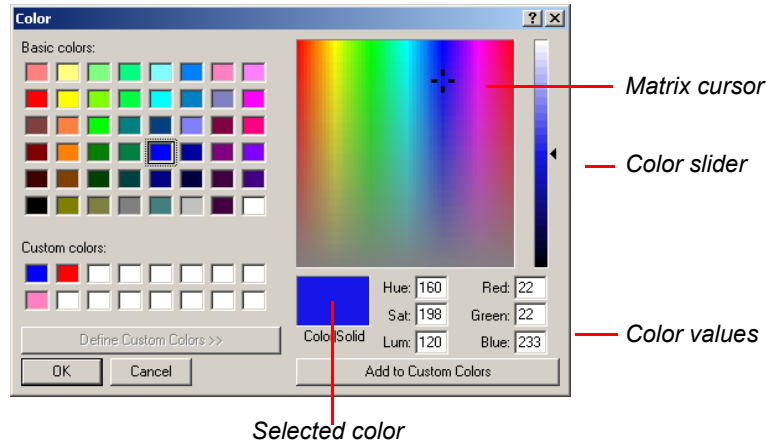 Color
Basic colors:
Matrix cursor
Color slider
Custom colors:
Hue: 160 Red: 22
Sat: 198 Green: 22
Color|Solid Lum: 120 Blue: 233
Color values
Define Custom Colors >>
OK Cancel Add to Custom Colors
Selected color